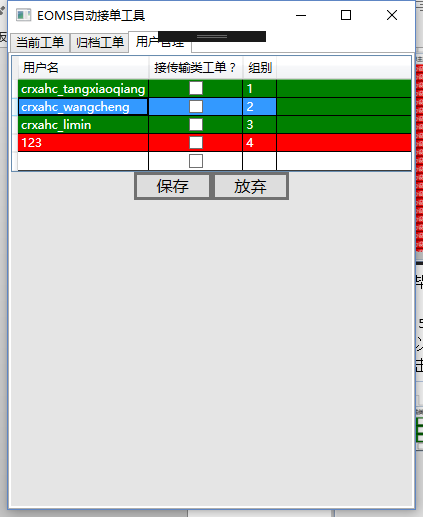 EOMS自动接单工具
当前工单 归档工单 用户管理
用户名 接传输类工单？ 组别
crxahc_tangxiaoqiang 1
crxahc_wangcheng 2
crxahc_limin 3
123 4
保存 放弃